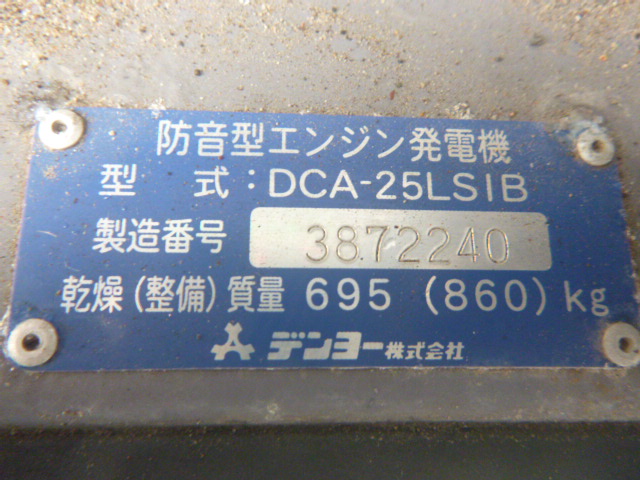 防音型エンジン発電機
型 式:DCA-25LSIB
製造番号 3872240
乾燥(整備)質量 695 (860) kg
デンヨー株式会社